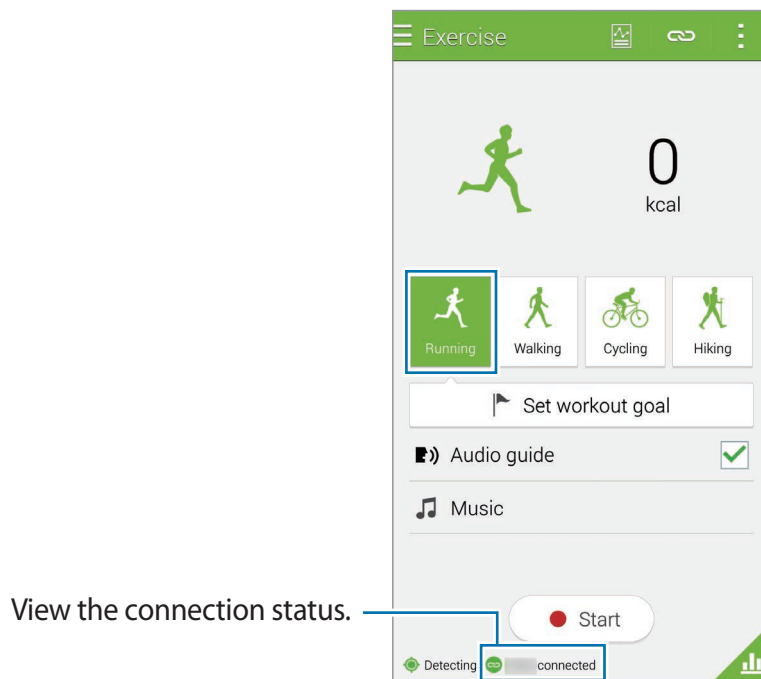 Exercise
0
kcal
Running Walking Cycling Hiking
Set workout goal
Audio guide
Music
View the connection status.
Start
Detecting connected